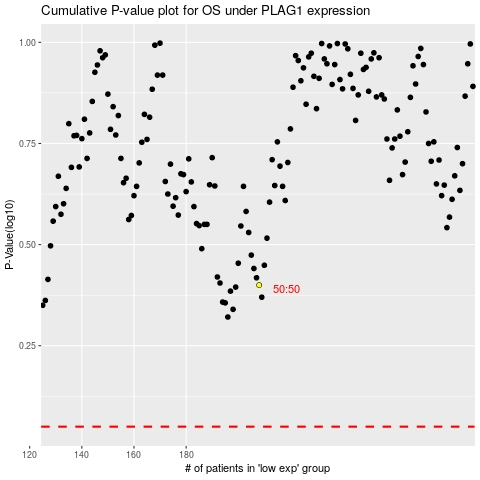 Cumulative P-value plot for OS under PLAG1 expression
1.00
0.75
0.50
0.25
P-Value(log10)
50:50
120 124 140 160 180
# of patients in 'low exp' group